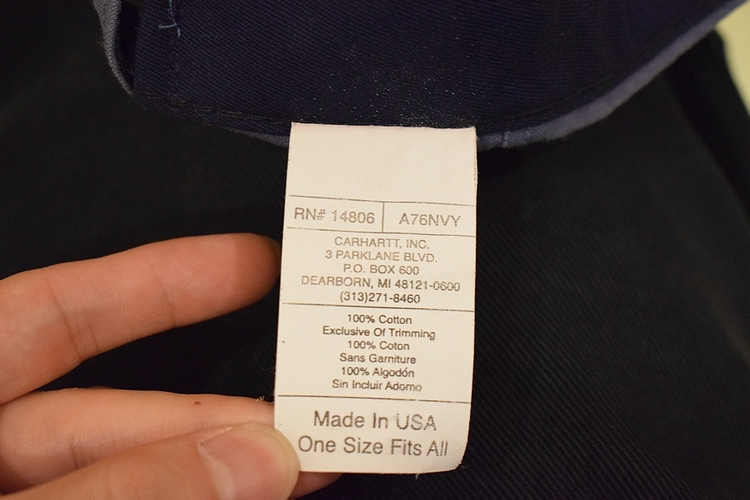 RN# 14806 A76NVY
CARHARTT, INC.
3 PARKLANE BLVD.
P.O. BOX 600
DEARBORN, MI 48121-0600
(313)271-8460
100% Cotton
Exclusive Of Trimming
100% Coton
Sans Garniture
100% Algodón
Sin Incluir Adorno
Made In USA
One Size Fits All